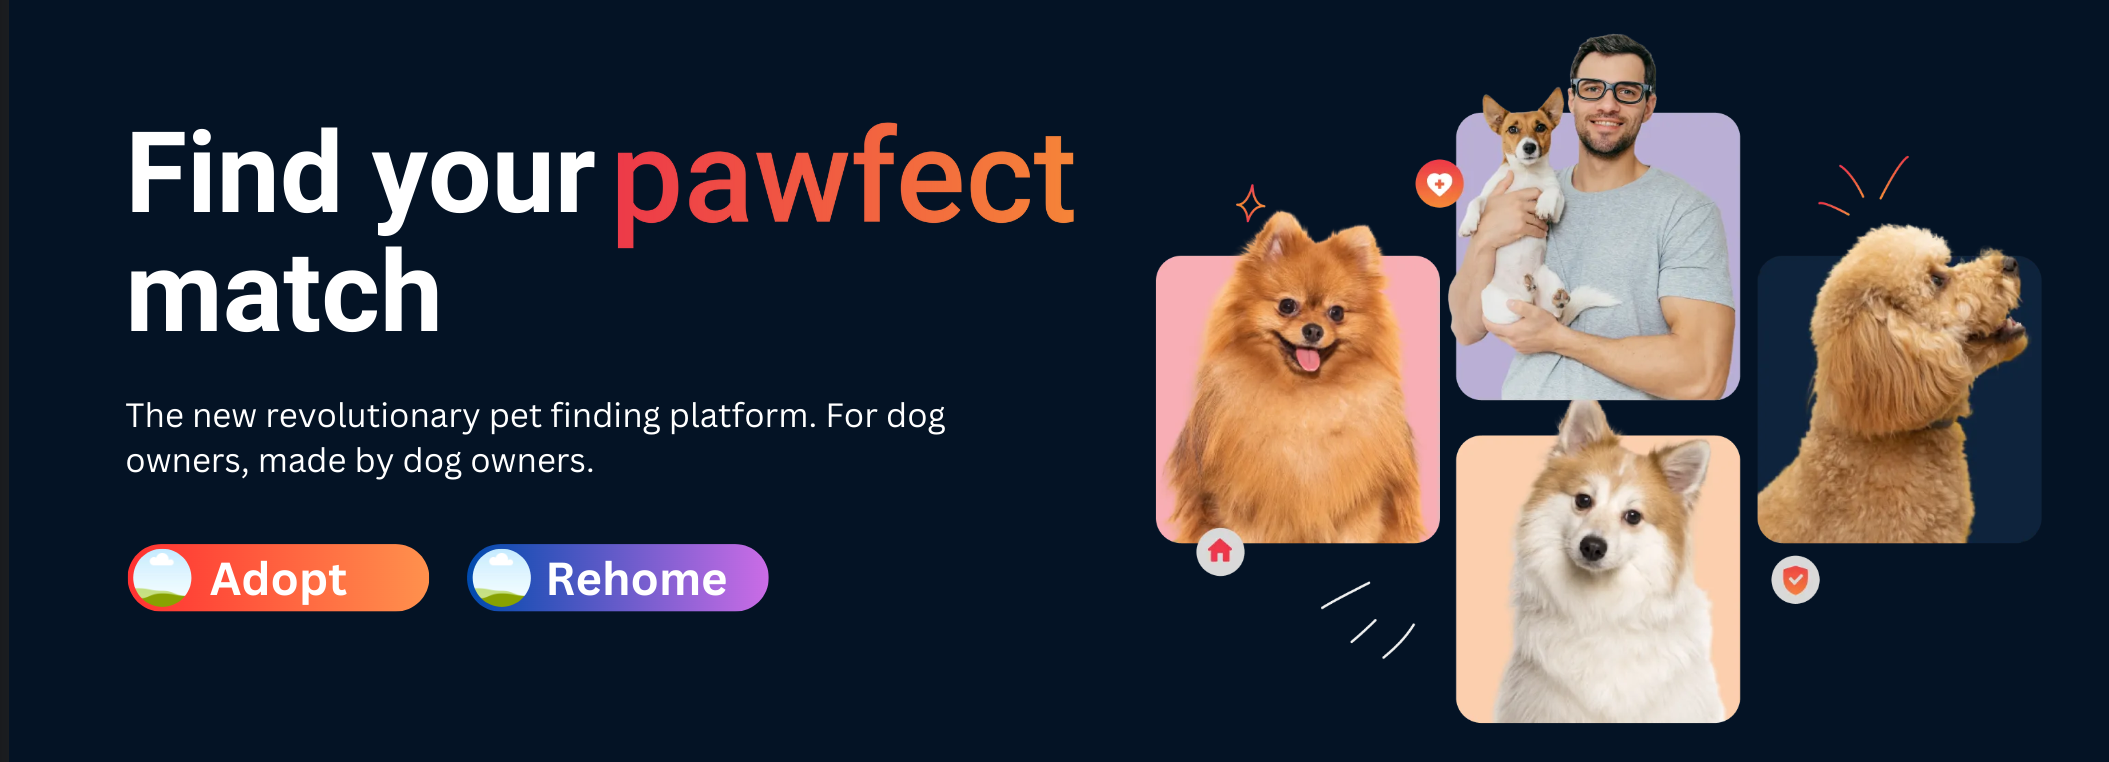 Find your pawfect
match
The new revolutionary pet finding platform. For dog
owners, made by dog owners.
Adopt
Rehome